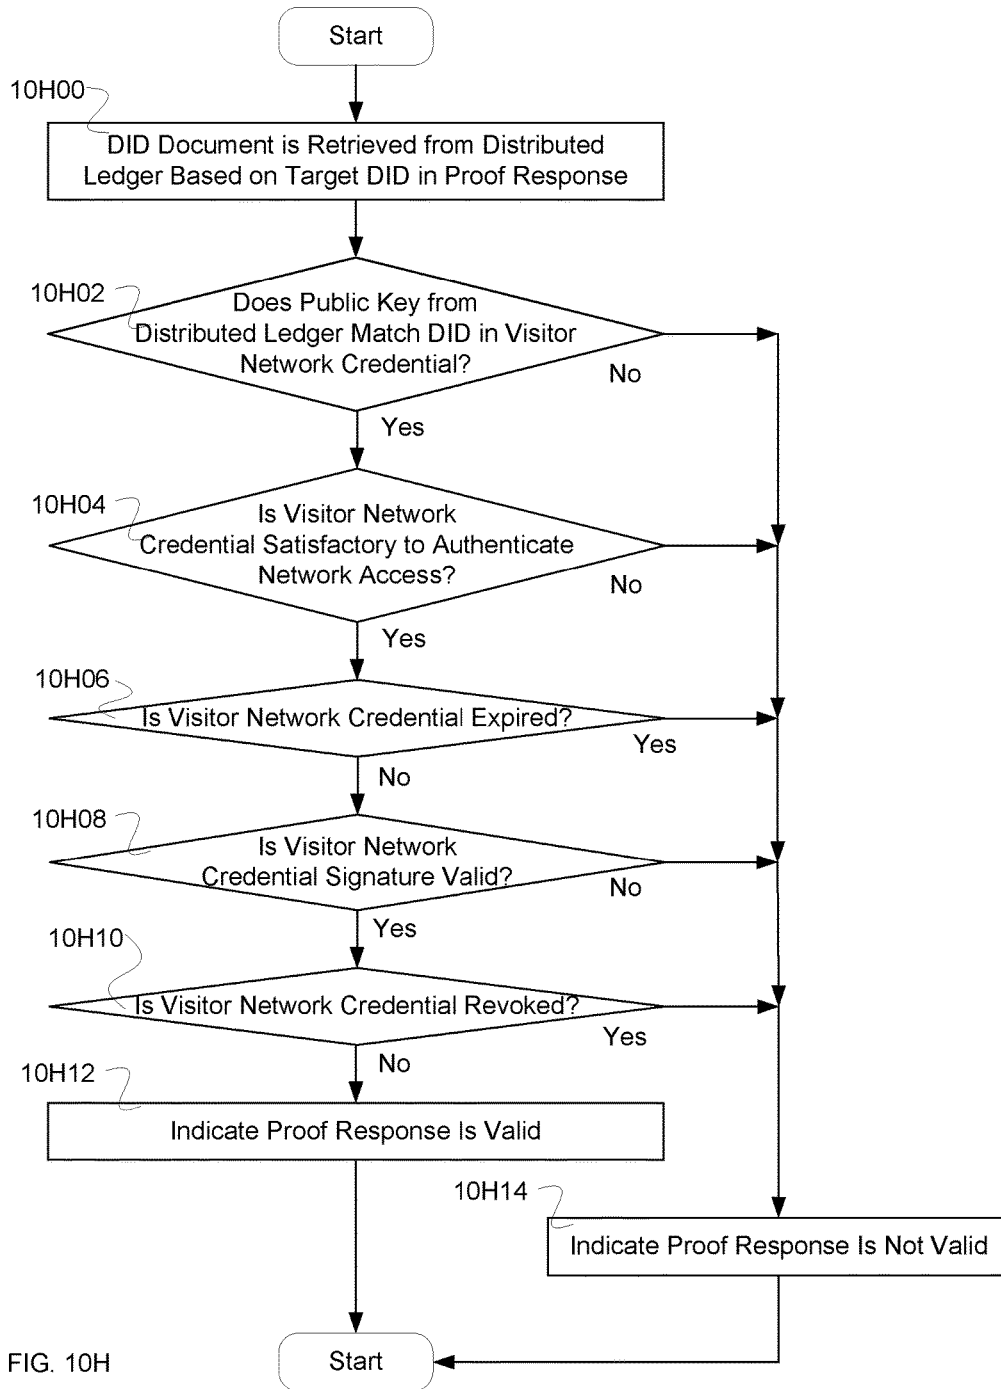 Start
10H00
DID Document is Retrieved from Distributed
Ledger Based on Target DID in Proof Response
10H02
Does Public Key from
Distributed Ledger Match DID in Visitor
Network Credential?
No
Yes
10H04
Is Visitor Network
Credential Satisfactory to Authenticate
Network Access?
No
Yes
10H06
Is Visitor Network Credential Expired?
Yes
No
10H08
Is Visitor Network
Credential Signature Valid?
No
Yes
10H10
Is Visitor Network Credential Revoked?
Yes
No
10H12
Indicate Proof Response Is Valid
10H14
Indicate Proof Response Is Not Valid
Start
FIG. 10H